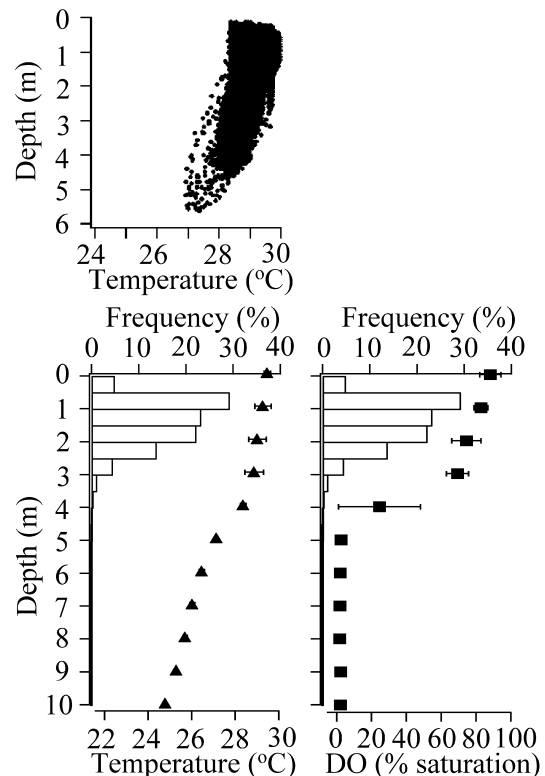 0
1
2
3
4
5
6
Depth (m)
24 26 28 30
Temperature (°C)
Frequency (%) Frequency (%)
0 10 20 30 40 0 10 20 30 40
0
1
2
3
4
5
6
7
8
9
10
Depth (m)
22 24 26 28 30 0 20 40 60 80 100
Temperature (°C) DO (% saturation)